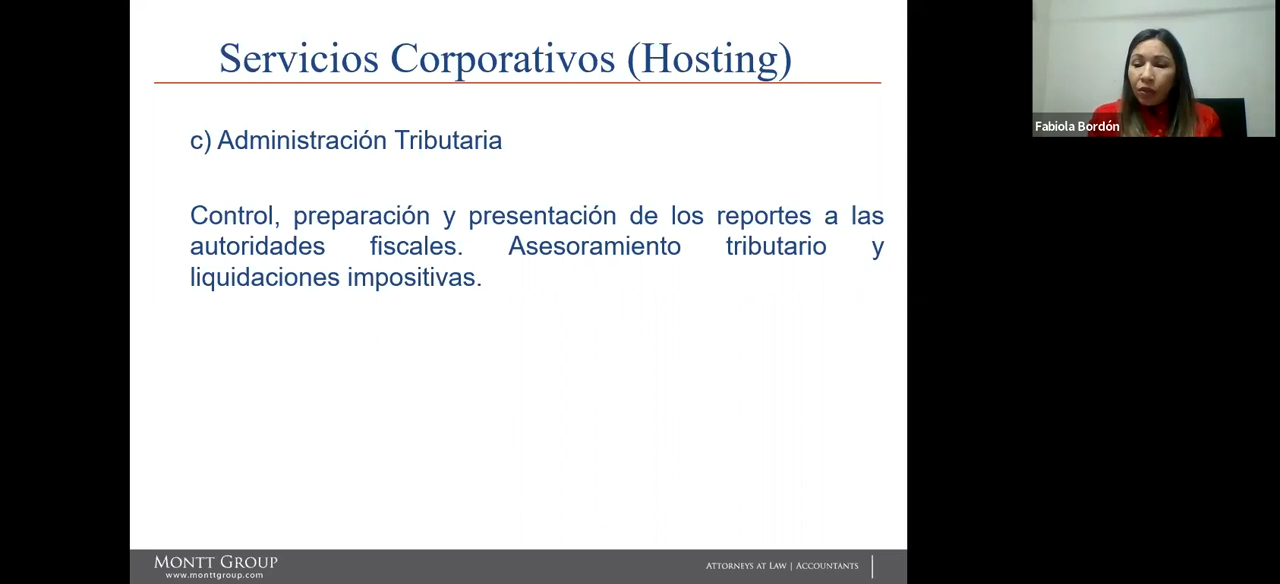 Servicios Corporativos (Hosting)
c) Administración Tributaria
Control, preparación y presentación de los reportes a las
autoridades fiscales. Asesoramiento tributario y
liquidaciones impositivas.
Fabiola Bordón
MONTT GROUP
www.monttgroup.com
ATTORNEYS AT LAW | ACCOUNTANTS